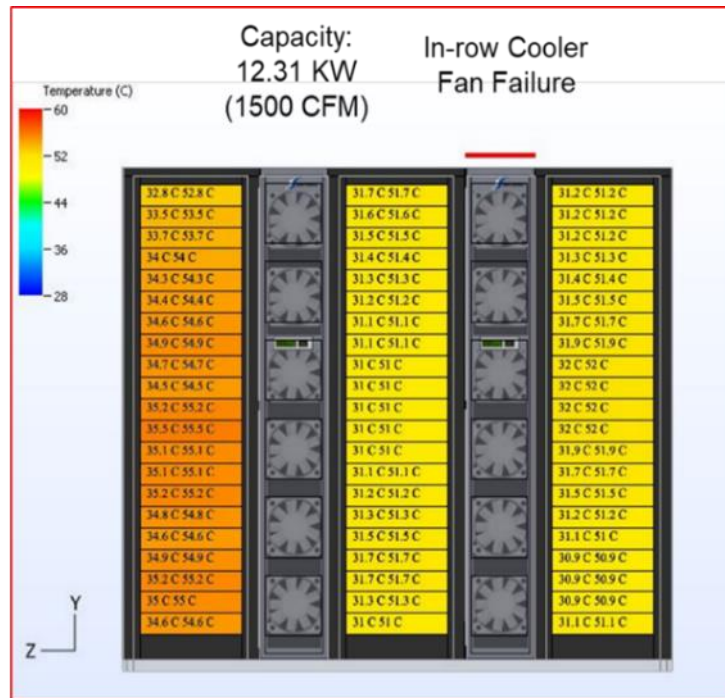 Capacity:
12.31 KW
(1500 CFM)
In-row Cooler
Fan Failure
Temperature (C)
60
52
44
36
28
32.8 C 52.8 C
33.5 C 53.5 C
33.7 C 53.7 C
34 C 54 C
34.3 C 54.3 C
34.4 C 54.4 C
34.6 C 54.6 C
34.9 C 54.9 C
34.7 C 54.7 C
34.5 C 54.5 C
35.2 C 55.2 C
35.5 C 55.5 C
35.1 C 55.1 C
35.1 C 55.1 C
35.2 C 55.2 C
34.8 C 54.8 C
34.6 C 54.6 C
34.9 C 54.9 C
35.2 C 55.2 C
35 C 55 C
34.6 C 54.6 C
31.7 C 51.7 C
31.6 C 51.6 C
31.5 C 51.5 C
31.4 C 51.4 C
31.3 C 51.3 C
31.2 C 51.2 C
31.1 C 51.1 C
31.1 C 51.1 C
31 C 51 C
31 C 51 C
31 C 51 C
31 C 51 C
31 C 51 C
31.1 C 51.1 C
31.2 C 51.2 C
31.3 C 51.3 C
31.5 C 51.5 C
31.7 C 51.7 C
31.7 C 51.7 C
31.3 C 51.3 C
31 C 51 C
31.2 C 51.2 C
31.2 C 51.2 C
31.2 C 51.2 C
31.3 C 51.3 C
31.4 C 51.4 C
31.5 C 51.5 C
31.7 C 51.7 C
31.9 C 51.9 C
32 C 52 C
32 C 52 C
32 C 52 C
32 C 52 C
31.9 C 51.9 C
31.7 C 51.7 C
31.5 C 51.5 C
31.2 C 51.2 C
31.1 C 51 C
30.9 C 50.9 C
30.9 C 50.9 C
30.9 C 50.9 C
31.1 C 51.1 C
Y
Z